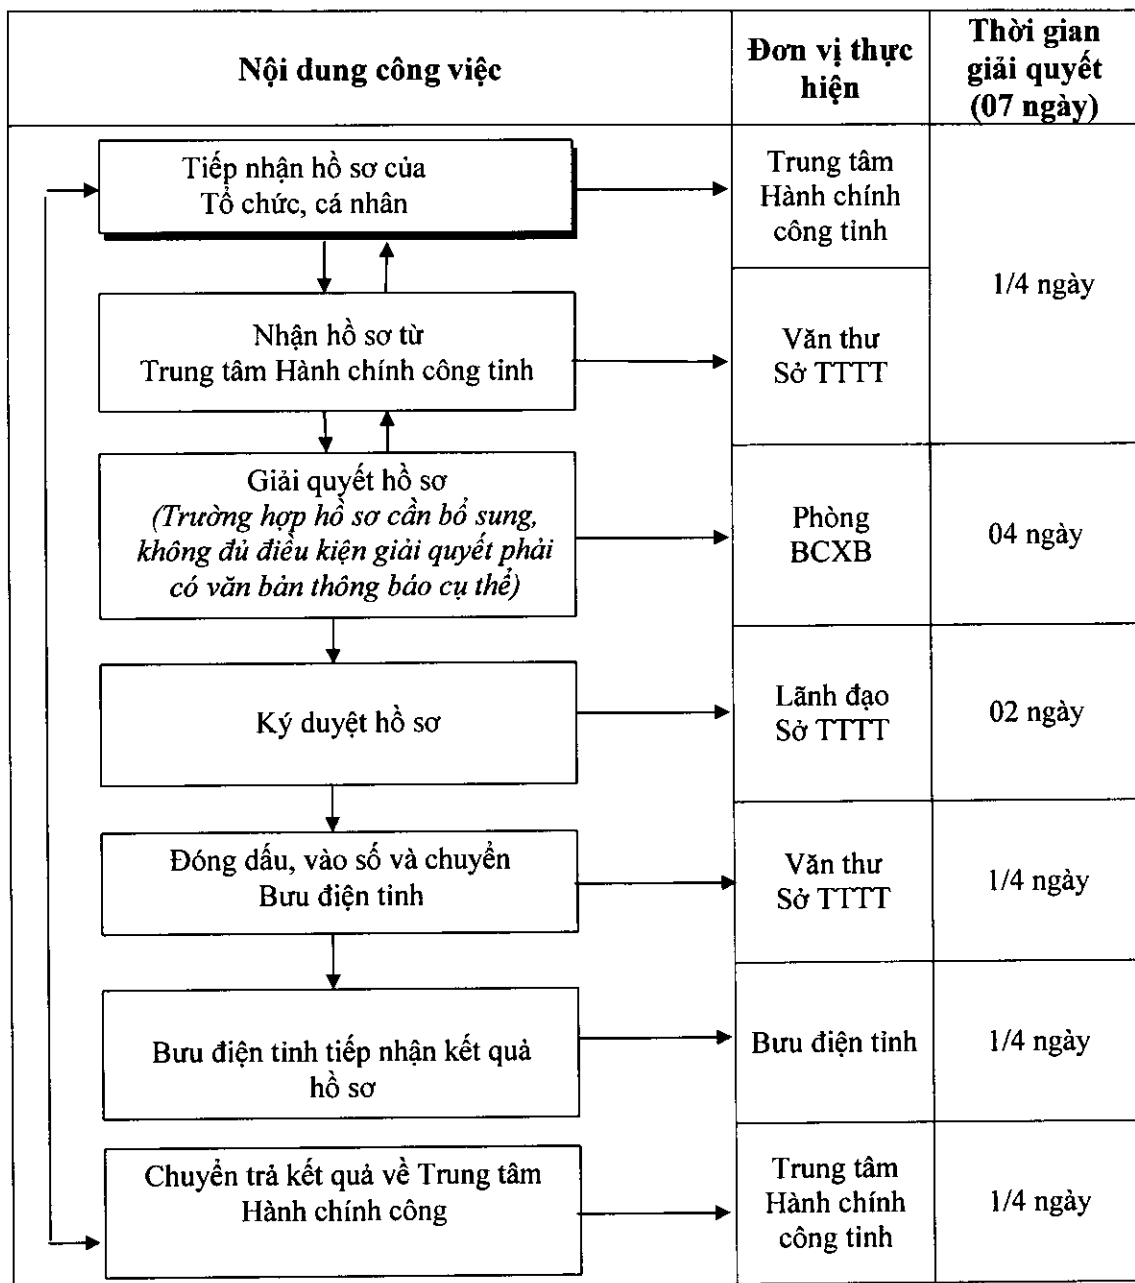 Nội dung công việc
Đơn vị thực
hiện
Thời gian
giải quyết
(07 ngày)
Tiếp nhận hồ sơ của
Tổ chức, cá nhân
Trung tâm
Hành chính
công tỉnh
1/4 ngày
Nhận hồ sơ từ
Trung tâm Hành chính công tỉnh
Văn thư
Sở TTTT
Giải quyết hồ sơ
(Trường hợp hồ sơ cần bổ sung,
không đủ điều kiện giải quyết phải
có văn bản thông báo cụ thể)
Phòng
BCXB
04 ngày
Ký duyệt hồ sơ
Lãnh đạo
Sở TTTT
02 ngày
Đóng dấu, vào số và chuyển
Bưu điện tỉnh
Văn thư
Sở TTTT
1/4 ngày
Bưu điện tỉnh tiếp nhận kết quả
hồ sơ
Bưu điện tỉnh
1/4 ngày
Chuyển trả kết quả về Trung tâm
Hành chính công
Trung tâm
Hành chính
công tỉnh
1/4 ngày